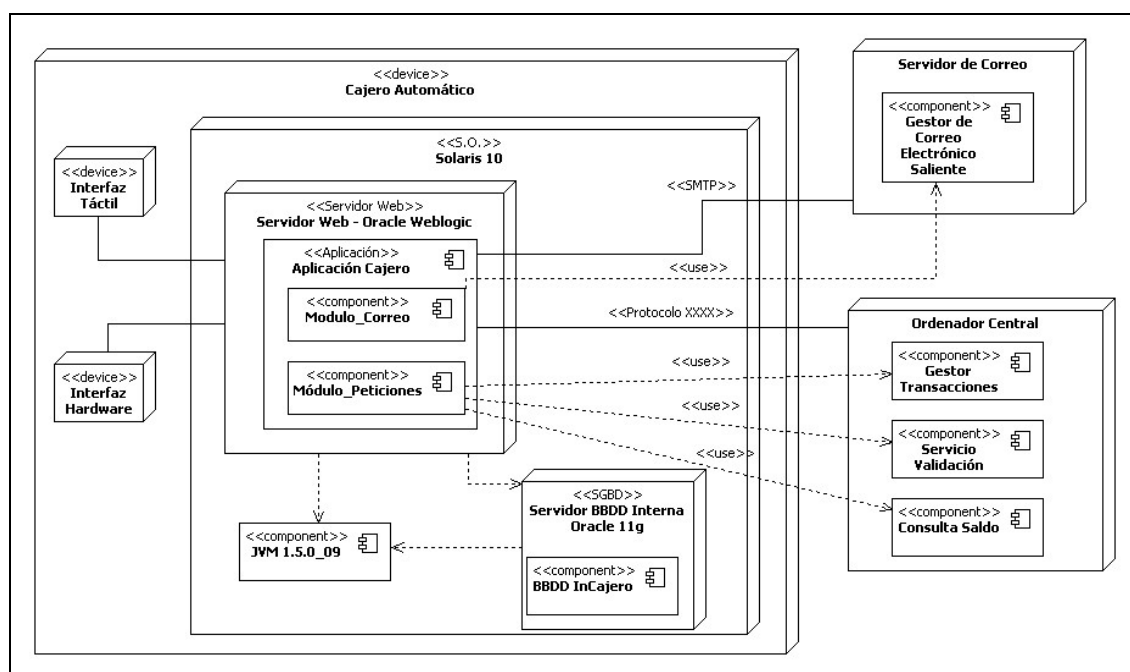 <<device>>
Cajero Automático
<<S.O.>>
Solaris 10
<<device>>
Interfaz
Táctil
<<device>>
Interfaz
Hardware
<<Servidor Web>>
Servidor Web - Oracle Weblogic
<<Aplicación>>
Aplicación Cajero
<<component>>
Modulo_Correo
<<component>>
Módulo_Peticiones
<<component>>
JVM 1.5.0_09
<<SGBD>>
Servidor BBDD Interna
Oracle 11g
<<component>>
BBDD InCajero
<<SMTP>>
<<use>>
<<Protocolo XXXX>>
<<use>>
<<use>>
<<use>>
Servidor de Correo
<<component>>
Gestor de
Correo
Electrónico
Saliente
Ordenador Central
<<component>>
Gestor
Transacciones
<<component>>
Servicio
Validación
<<component>>
Consulta Saldo